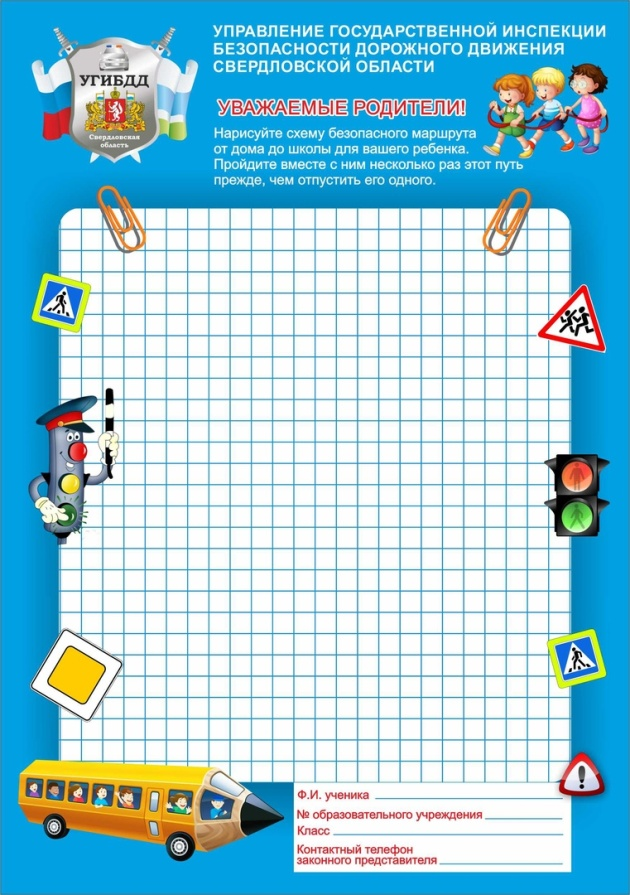 УГИБДД
Свердловская
область
УПРАВЛЕНИЕ ГОСУДАРСТВЕННОЙ ИНСПЕКЦИИ
БЕЗОПАСНОСТИ ДОРОЖНОГО ДВИЖЕНИЯ
СВЕРДЛОВСКОЙ ОБЛАСТИ
УВАЖАЕМЫЕ РОДИТЕЛИ!
Нарисуйте схему безопасного маршрута
от дома до школы для вашего ребенка.
Пройдите вместе с ним несколько раз этот путь
прежде, чем отпустить его одного.
Ф.И. ученика
№ образовательного учреждения
Класс
Контактный телефон
законного представителя